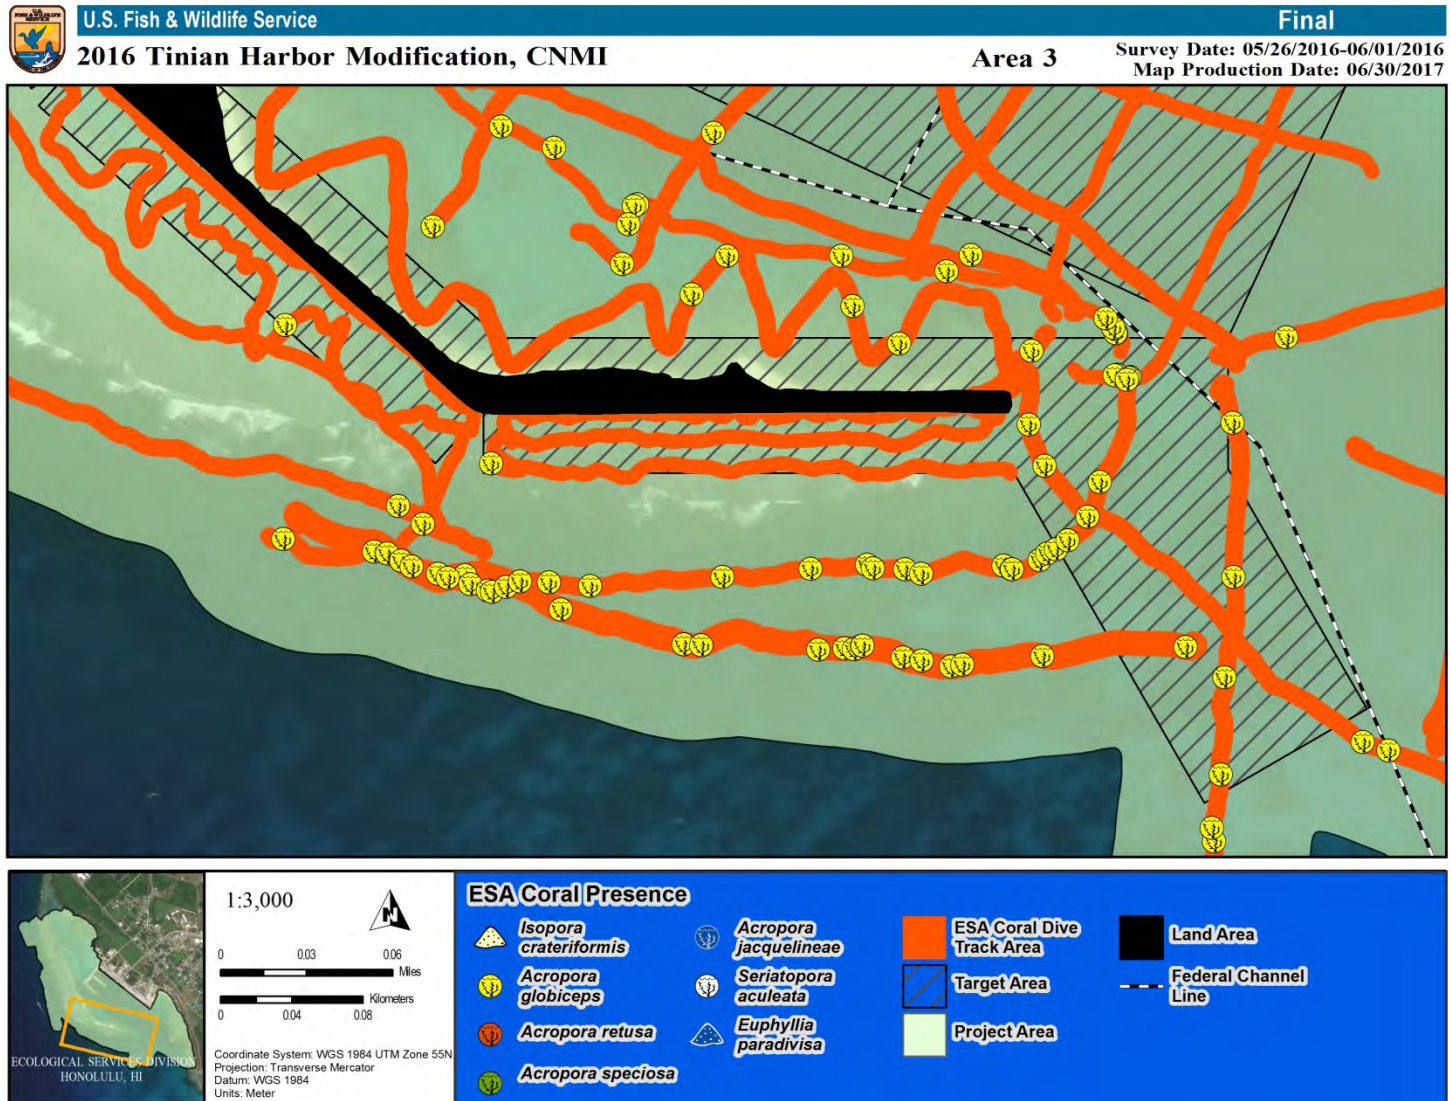 U.S.
FISH & WILDLIFE
SERVICE
U.S. Fish & Wildlife Service
Final
2016 Tinian Harbor Modification, CNMI
Area 3
Survey Date: 05/26/2016-06/01/2016
Map Production Date: 06/30/2017
ECOLOGICAL SERVICES DIVISION
HONOLULU, HI
1:3,000
N
0 0.03 0.06
Miles
Kilometers
0 0.04 0.08
Coordinate System: WGS 1984 UTM Zone 55N
Projection: Transverse Mercator
Datum: WGS 1984
Units: Meter
ESA Coral Presence
Isopora
crateriformis
Acropora
globiceps
Acropora retusa
Acropora speciosa
Acropora
jacquelineae
Seriatopora
aculeata
Euphyllia
paradivisa
ESA Coral Dive
Track Area
Target Area
Project Area
Land Area
Federal Channel
Line